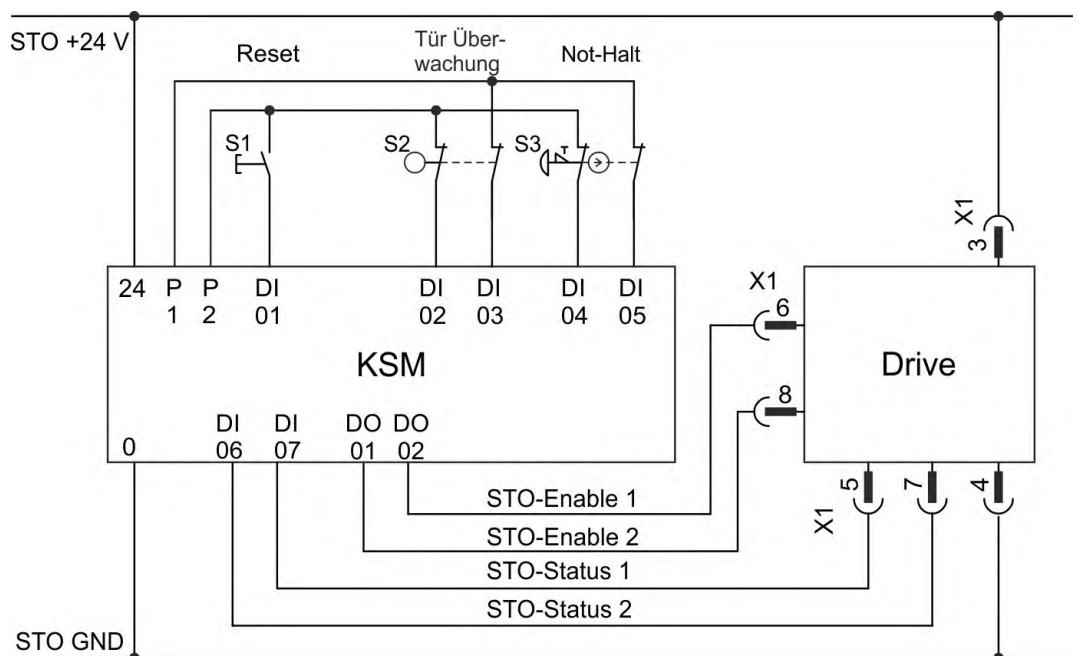 STO +24 V
Reset
Tür Über-
wachung
Not-Halt
S1
S2
S3
X1
3
24 P P DI DI DI DI DI
1 2 01 02 03 04 05
X1
6
KSM
Drive
8
DI DI DO DO
0 06 07 01 02
5 7 4
X1
STO-Enable 1
STO-Enable 2
STO-Status 1
STO-Status 2
STO GND